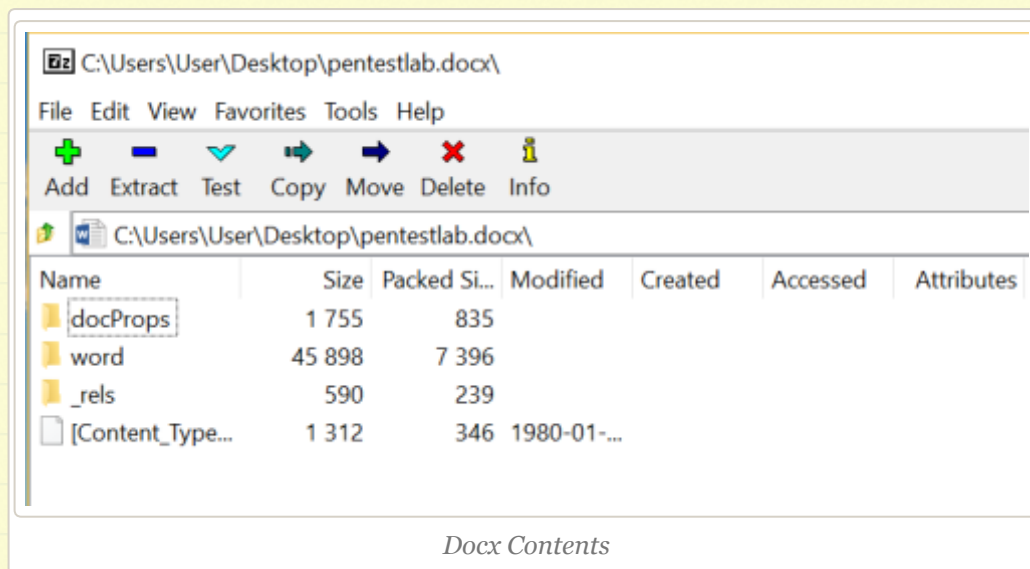 7z C:\Users\User\Desktop\pentestlab.docx\
File Edit View Favorites Tools Help
Add Extract Test Copy Move Delete Info
C:\Users\User\Desktop\pentestlab.docx\
Name Size Packed Si... Modified Created Accessed Attributes
docProps 1 755 835
word 45 898 7 396
_rels 590 239
[Content_Type... 1 312 346 1980-01-...
Docx Contents